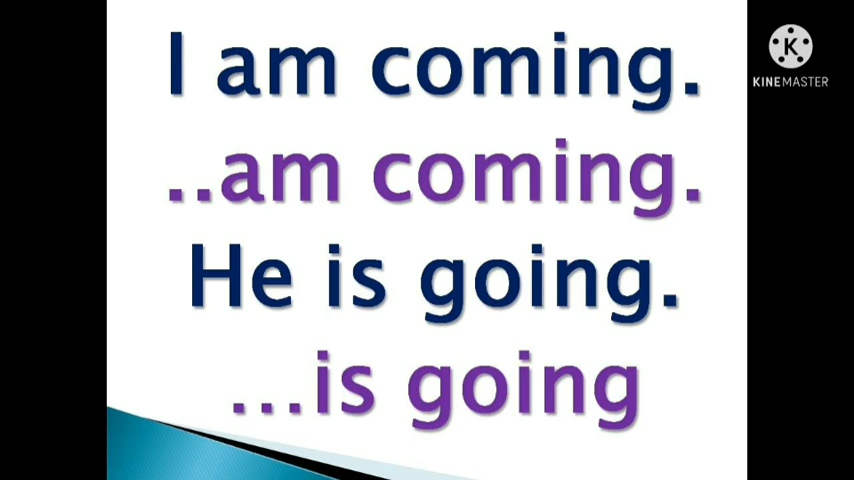 I am coming.
..am coming.
He is going.
...is going
K
KINEMASTER